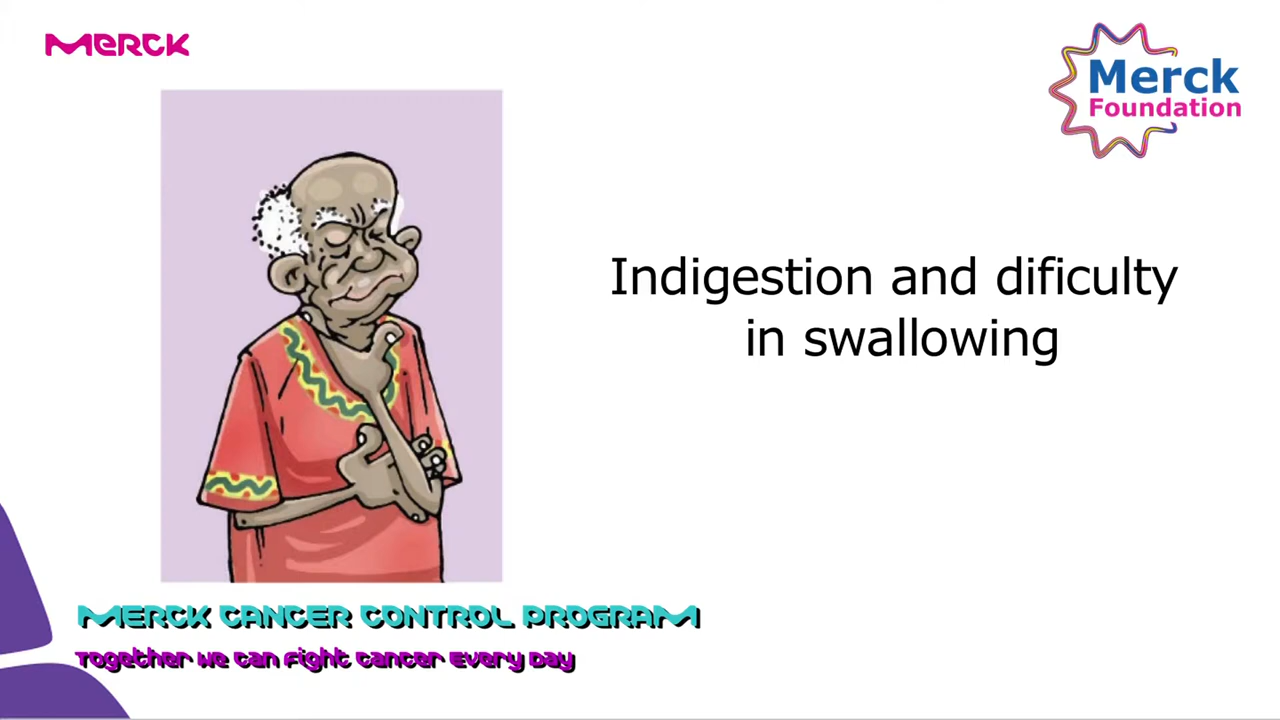 MERCK
Merck
Foundation
Indigestion and dificulty
in swallowing
MERCK CANCER CONTROL PROGRAM
Together We Can Fight Cancer Every Day